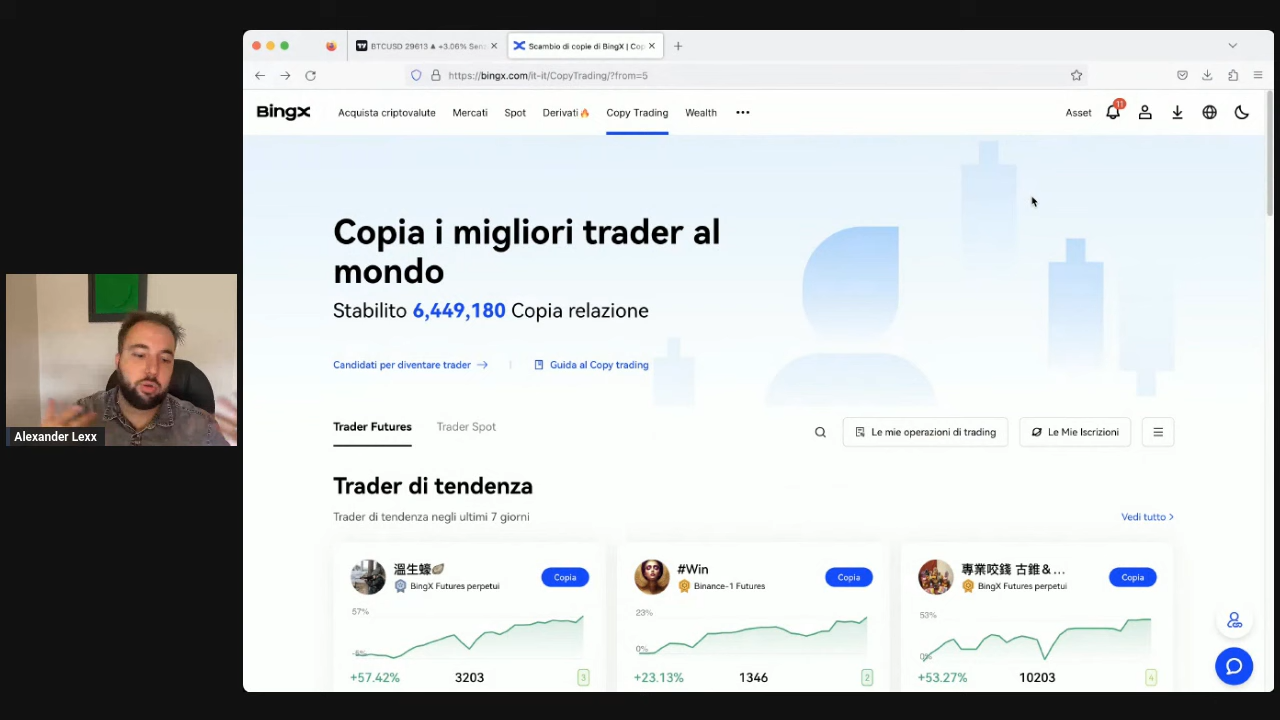 BTCUSD 29613 ▲ +3.06%
Scambio di copie di BingX | Cop
https://bingx.com/it-it/CopyTrading/?from=5
BingX
Acquista criptovalute
Mercati
Spot
Derivati🔥
Copy Trading
Wealth
•••
Asset
11
Copia i migliori trader al
mondo
Stabilito 6,449,180 Copia relazione
Candidati per diventare trader →
Guida al Copy trading
Alexander Lexx
Trader Futures
Trader Spot
Le mie operazioni di trading
Le Mie Iscrizioni
Trader di tendenza
Trader di tendenza negli ultimi 7 giorni
Vedi tutto >
溫生蠔🦪
BingX Futures perpetui
Copia
57%
+57.42%
3203
3
#Win
Binance-1 Futures
Copia
23%
0%
+23.13%
1346
2
專業咬錢 古錐＆...
BingX Futures perpetui
Copia
53%
0%
+53.27%
10203
4